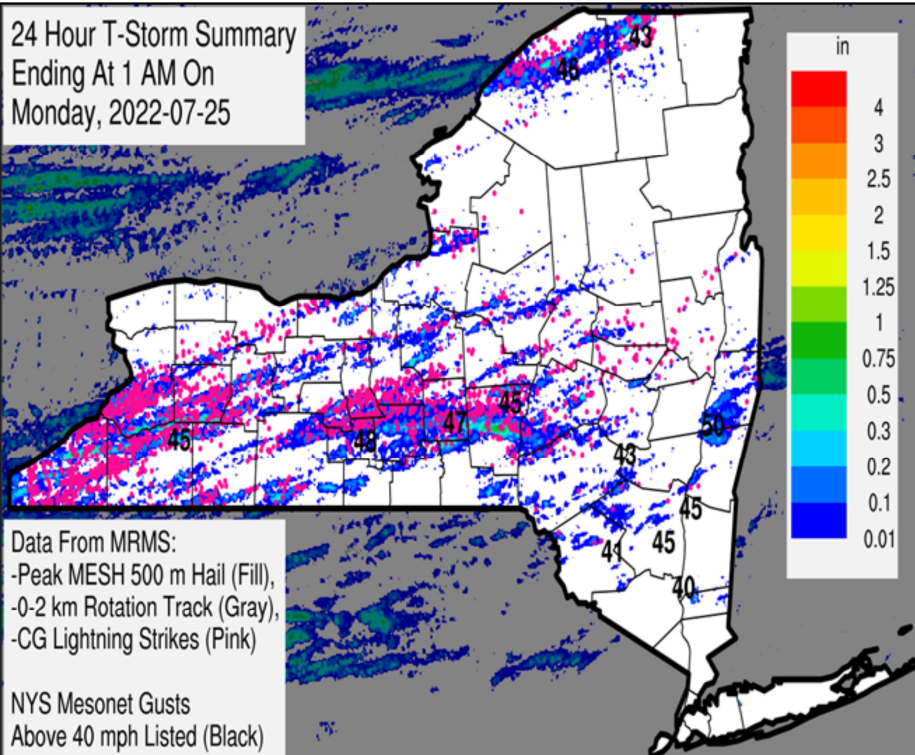 24 Hour T-Storm Summary
Ending At 1 AM On
Monday, 2022-07-25
in
4
3
2.5
2
1.5
1.25
1
0.75
0.5
0.3
0.2
0.1
0.01
43
46
45
47
45
48
50
43
45
45
41
40
Data From MRMS:
-Peak MESH 500 m Hail (Fill),
-0-2 km Rotation Track (Gray),
-CG Lightning Strikes (Pink)
NYS Mesonet Gusts
Above 40 mph Listed (Black)